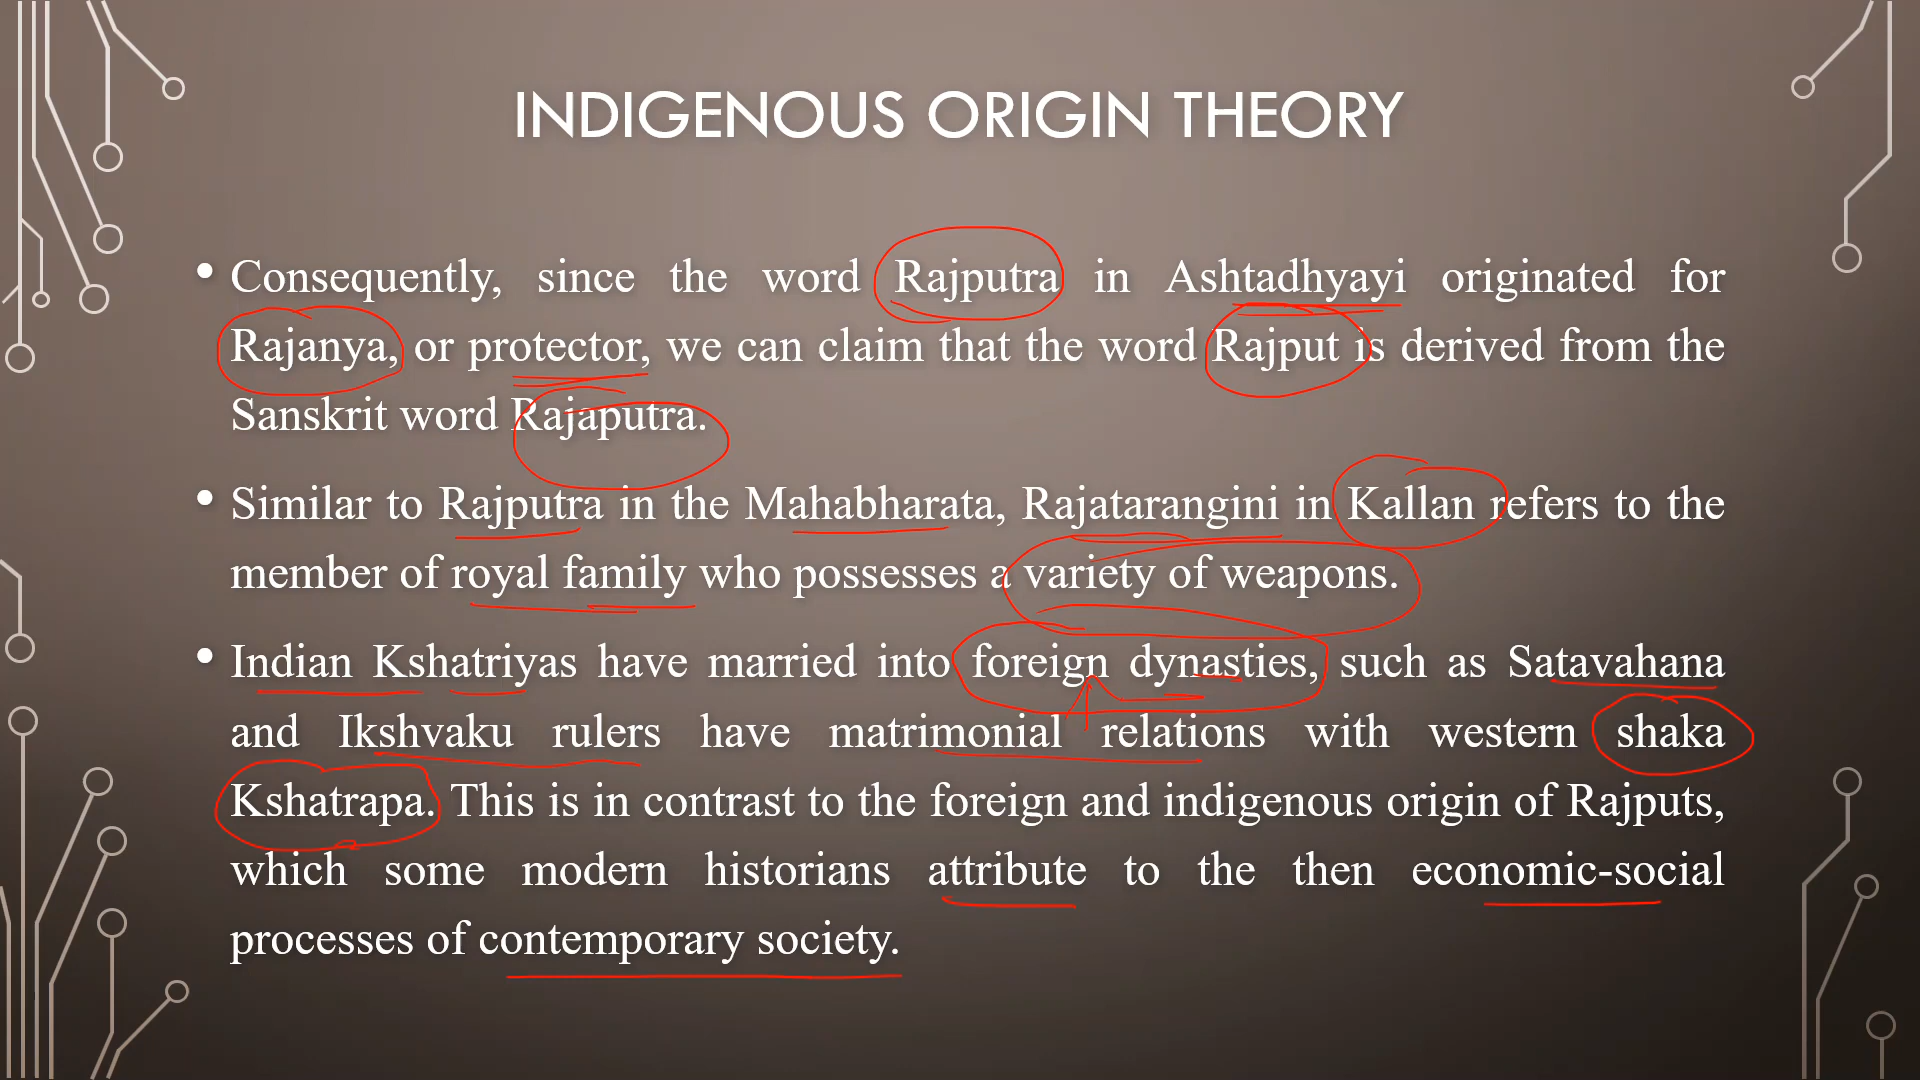 INDIGENOUS ORIGIN THEORY
• Consequently, since the word Rajputra in Ashtadhyayi originated for
Rajanya, or protector, we can claim that the word Rajput is derived from the
Sanskrit word Rajaputra.
• Similar to Rajputra in the Mahabharata, Rajatarangini in Kallan refers to the
member of royal family who possesses a variety of weapons.
• Indian Kshatriyas have married into foreign dynasties, such as Satavahana
and Ikshvaku rulers have matrimonial relations with western shaka
Kshatrapa. This is in contrast to the foreign and indigenous origin of Rajputs,
which some modern historians attribute to the then economic-social
processes of contemporary society.